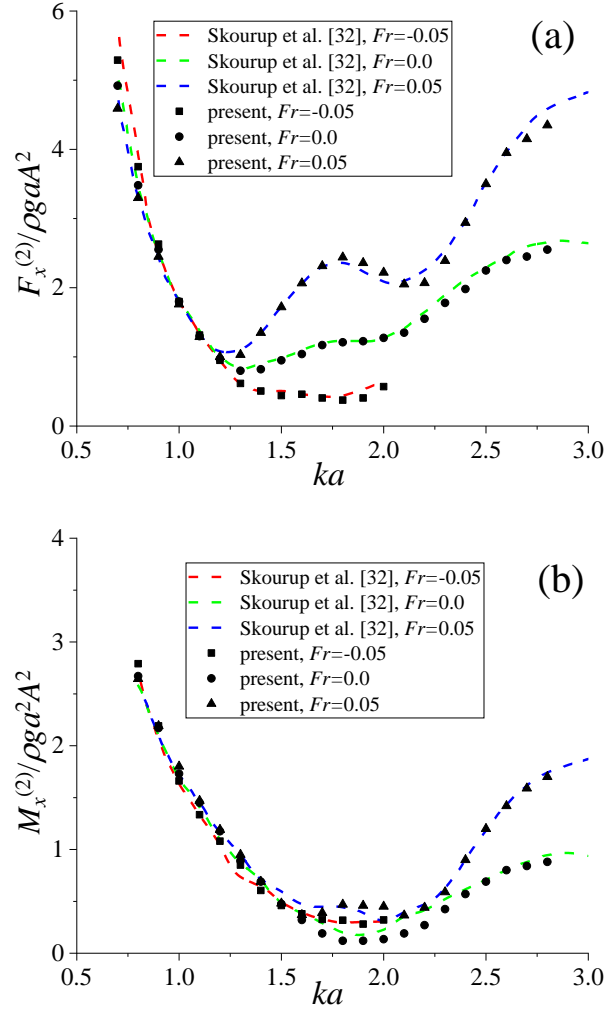 (a)
Skourup et al. [32], Fr=-0.05
Skourup et al. [32], Fr=0.0
Skourup et al. [32], Fr=0.05
present, Fr=-0.05
present, Fr=0.0
present, Fr=0.05
Fx(2)/ρgaA2
6
4
2
0
0.5 1.0 1.5 2.0 2.5 3.0
ka
(b)
Skourup et al. [32], Fr=-0.05
Skourup et al. [32], Fr=0.0
Skourup et al. [32], Fr=0.05
present, Fr=-0.05
present, Fr=0.0
present, Fr=0.05
Mx(2)/ρga2A2
4
3
2
1
0
0.5 1.0 1.5 2.0 2.5 3.0
ka